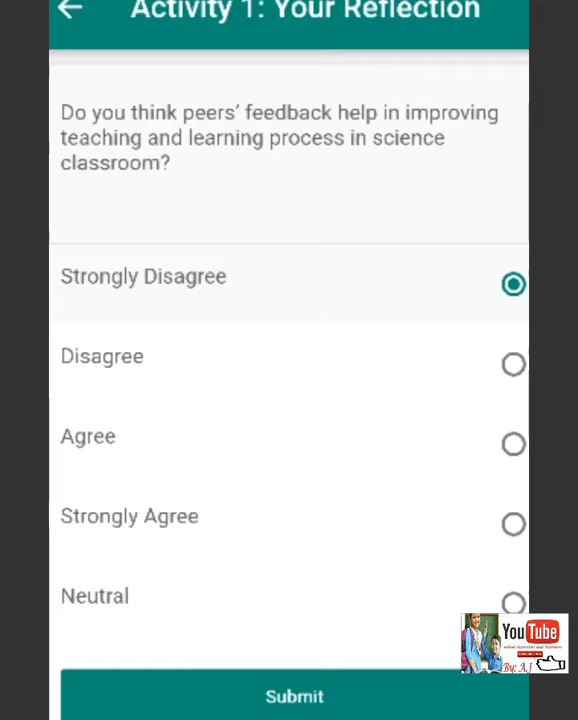 Activity 1: Your Reflection
Do you think peers’ feedback help in improving
teaching and learning process in science
classroom?
Strongly Disagree
Disagree
Agree
Strongly Agree
Neutral
YouTube
By: A J
Submit